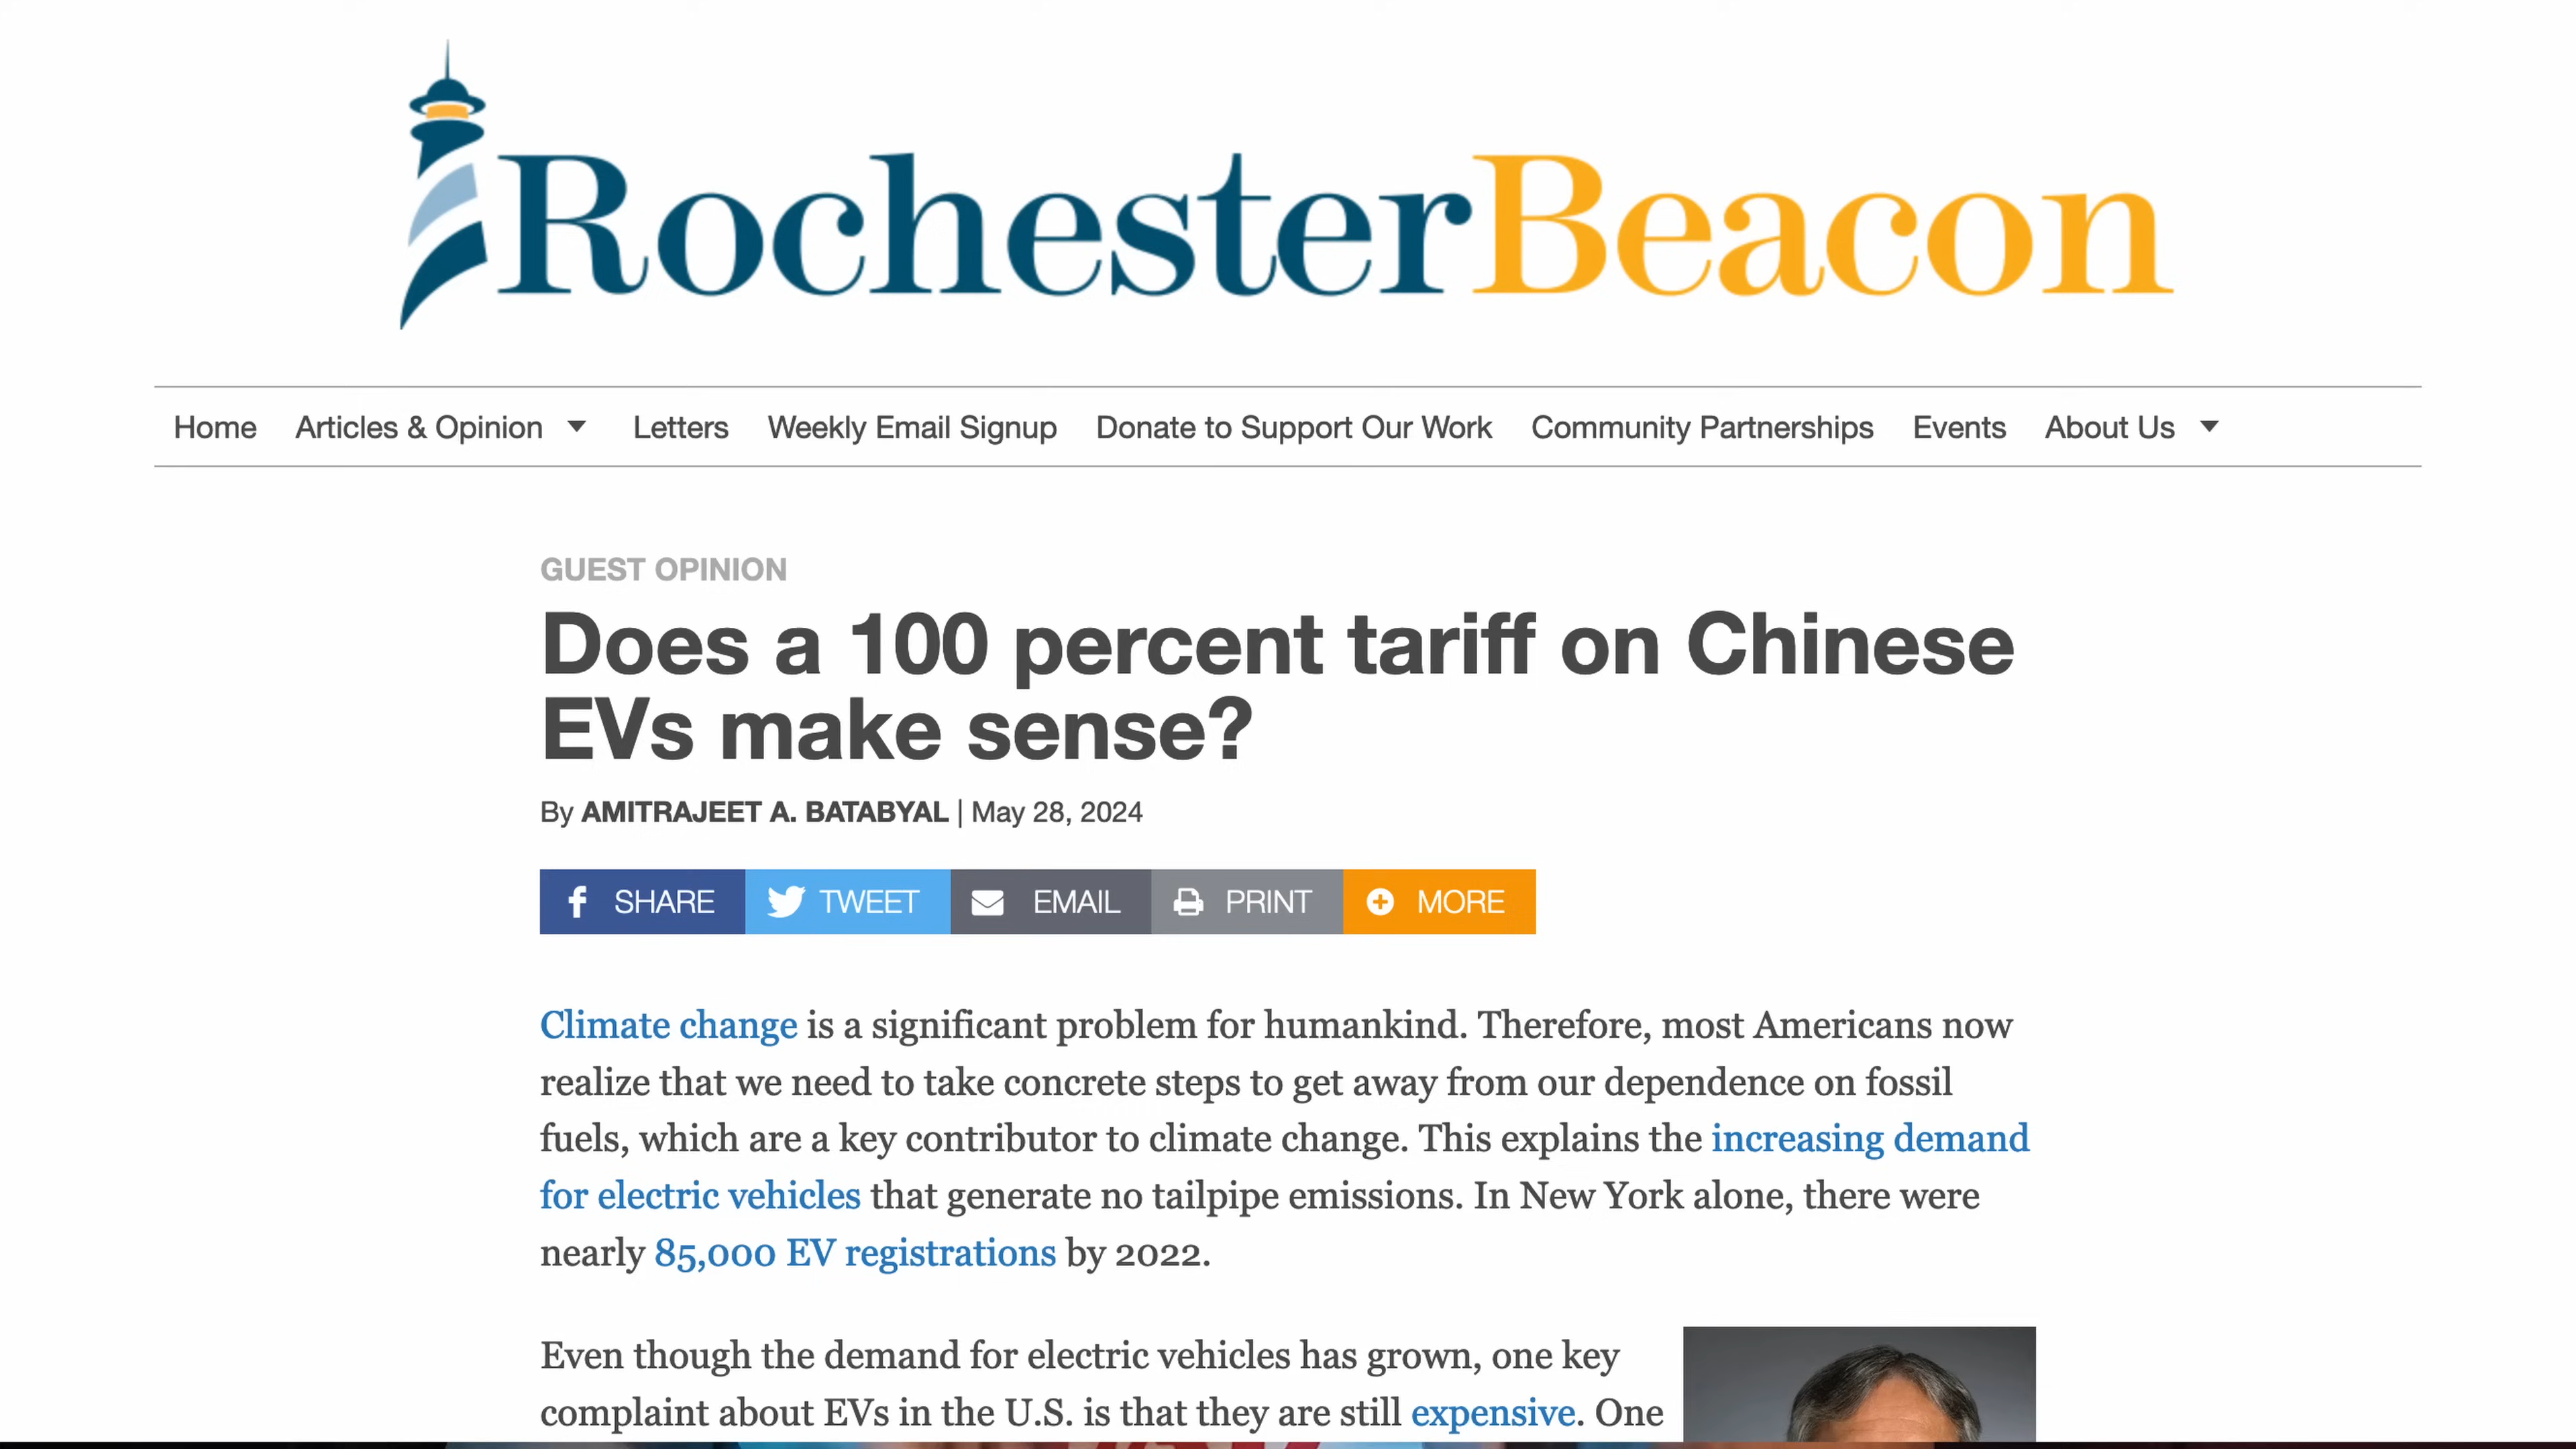 RochesterBeacon
Home Articles & Opinion Letters Weekly Email Signup Donate to Support Our Work Community Partnerships Events About Us
GUEST OPINION
Does a 100 percent tariff on Chinese
EVs make sense?
By AMITRAJEET A. BATABYAL | May 28, 2024
SHARE TWEET EMAIL PRINT MORE
Climate change is a significant problem for humankind. Therefore, most Americans now
realize that we need to take concrete steps to get away from our dependence on fossil
fuels, which are a key contributor to climate change. This explains the increasing demand
for electric vehicles that generate no tailpipe emissions. In New York alone, there were
nearly 85,000 EV registrations by 2022.
Even though the demand for electric vehicles has grown, one key
complaint about EVs in the U.S. is that they are still expensive. One